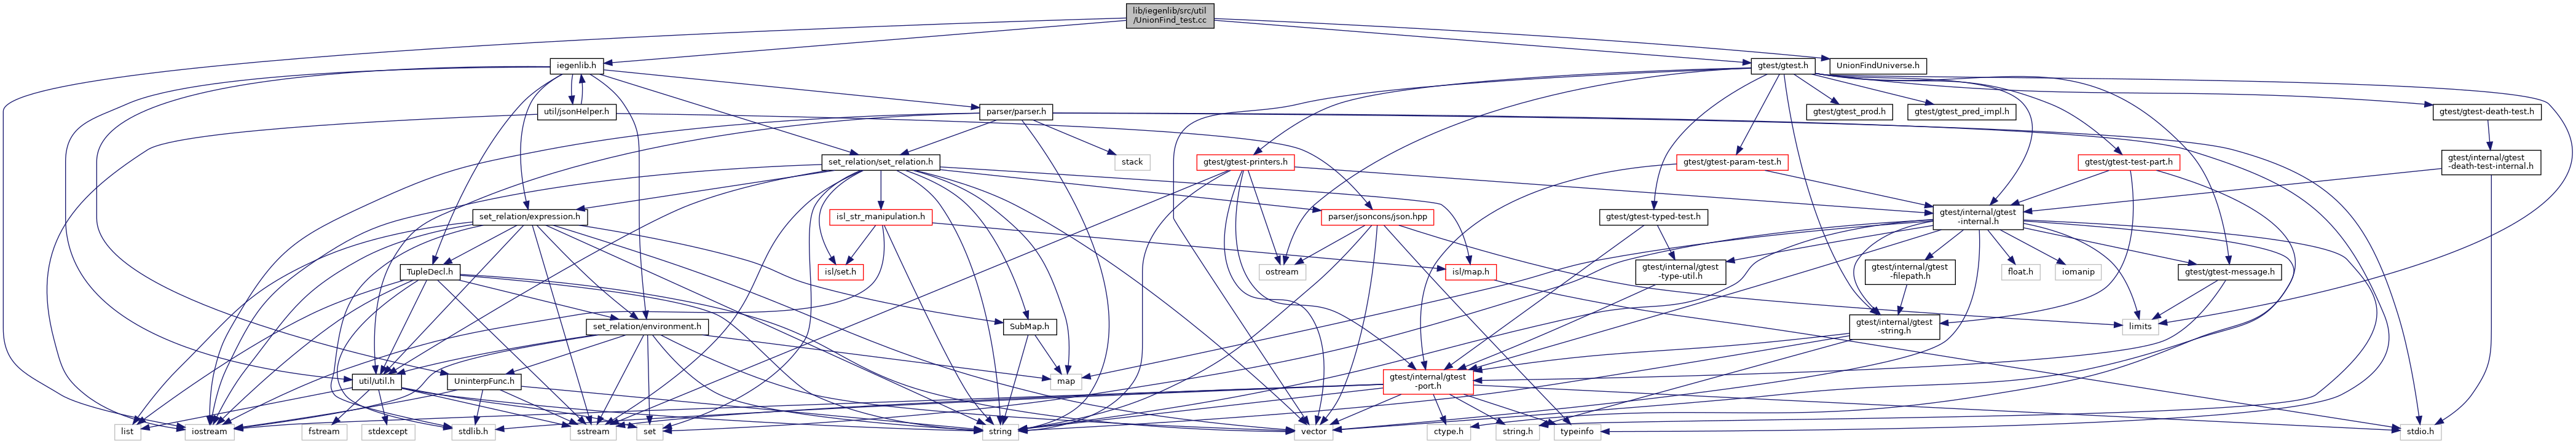 lib/iegenlib/src/util
/UnionFind_test.cc
iegenlib.h
gtest/gtest.h
UnionFindUniverse.h
util/jsonHelper.h
parser/parser.h
gtest/gtest_prod.h
gtest/gtest_pred_impl.h
gtest/gtest-death-test.h
set_relation/set_relation.h
stack
gtest/gtest-printers.h
gtest/gtest-param-test.h
gtest/gtest-test-part.h
gtest/internal/gtest
-death-test-internal.h
set_relation/expression.h
isl_str_manipulation.h
parser/jsoncons/json.hpp
gtest/gtest-typed-test.h
gtest/internal/gtest
-internal.h
TupleDecl.h
isl/set.h
ostream
isl/map.h
gtest/internal/gtest
-type-util.h
gtest/internal/gtest
-filepath.h
float.h
iomanip
gtest/gtest-message.h
set_relation/environment.h
SubMap.h
gtest/internal/gtest
-string.h
limits
util/util.h
UninterpFunc.h
map
gtest/internal/gtest
-port.h
list
iostream
fstream
stdexcept
stdlib.h
sstream
set
string
vector
ctype.h
string.h
typeinfo
stdio.h